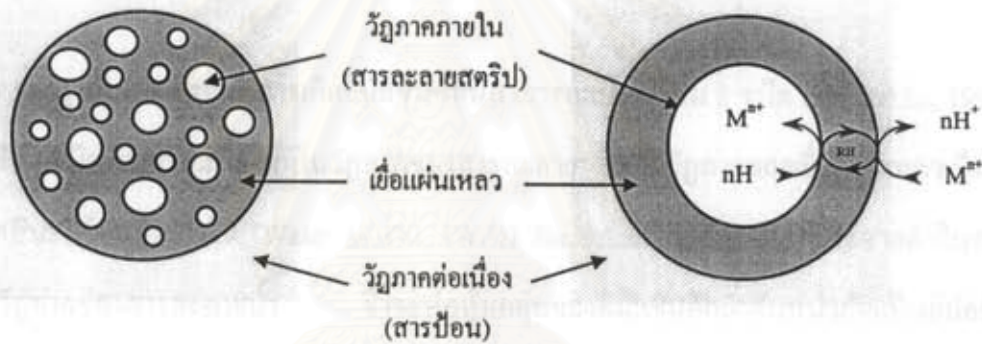 วัฏภาคภายใน
(สารละลายสตริป)
เยื่อแผ่นเหลว
วัฏภาคต่อเนื่อง
(สารป้อน)
Mⁿ⁺
nH⁺
RH
nH
Mⁿ⁺